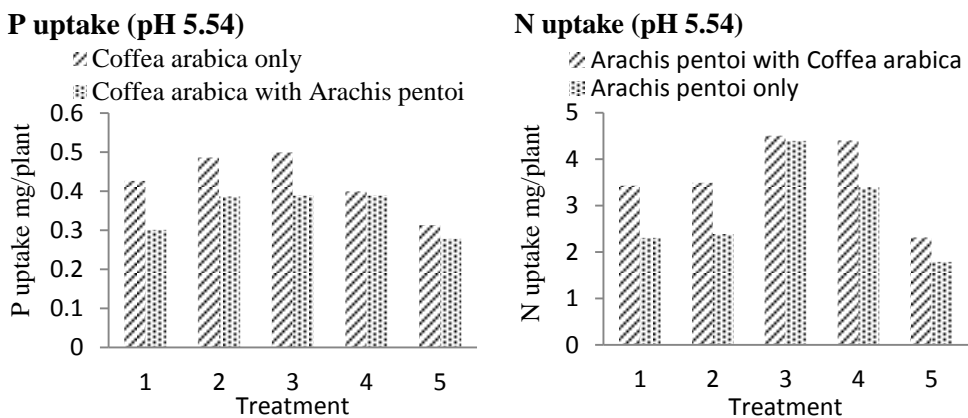 P uptake (pH 5.54)
Coffea arabica only
Coffea arabica with Arachis pentoi
P uptake mg/plant
0.6
0.5
0.4
0.3
0.2
0.1
0
1 2 3 4 5
Treatment
N uptake (pH 5.54)
Arachis pentoi with Coffea arabica
Arachis pentoi only
N uptake mg/plant
5
4
3
2
1
0
1 2 3 4 5
Treatment